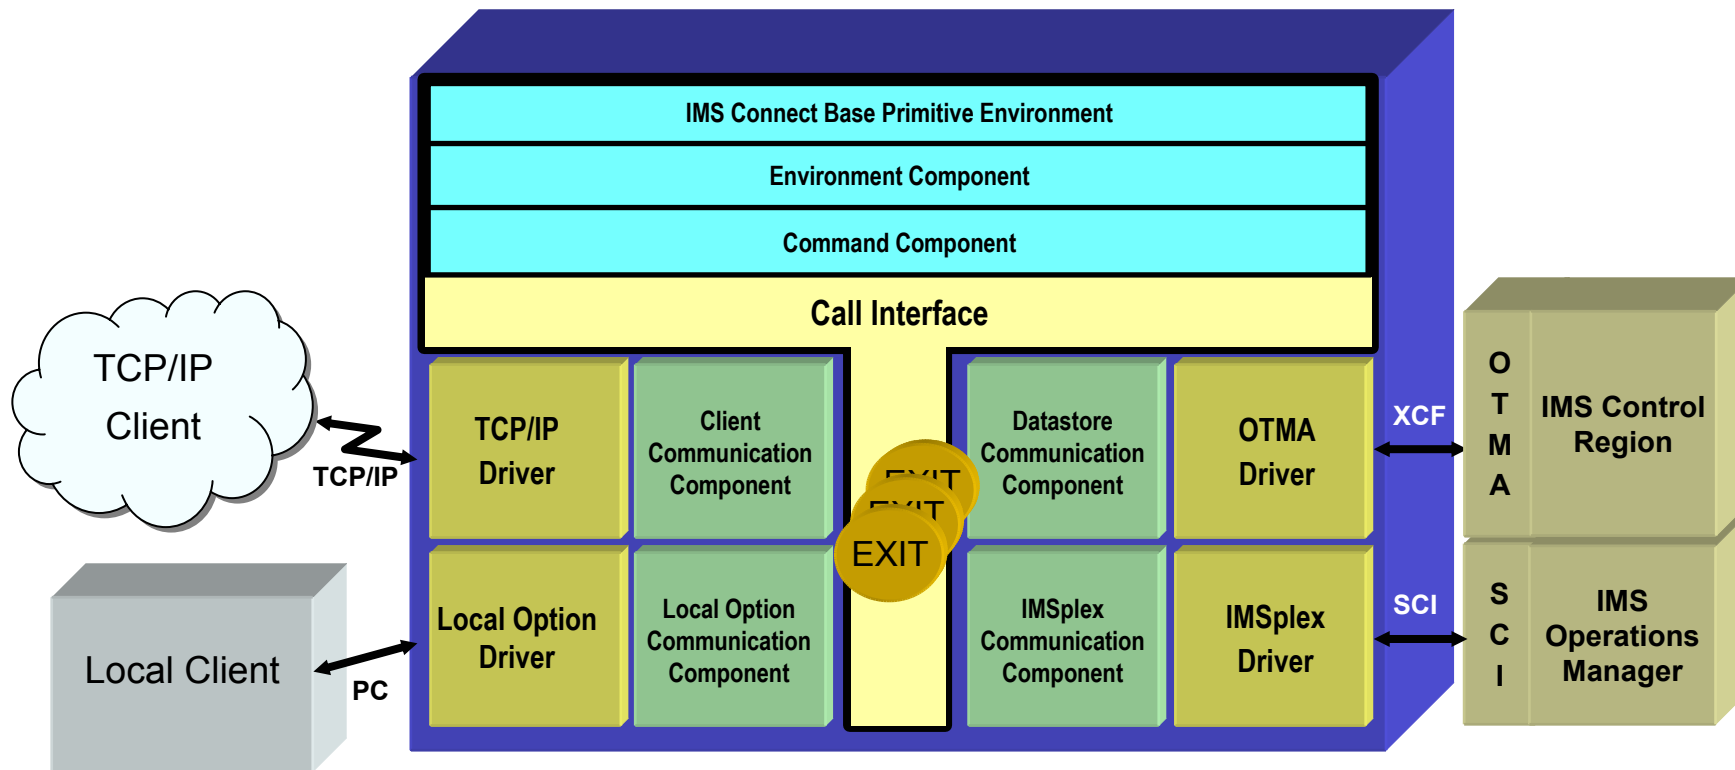 IMS Connect Base Primitive Environment
Environment Component
Command Component
Call Interface
TCP/IP
Client
TCP/IP
TCP/IP
Driver
Client
Communication
Component
Datastore
Communication
Component
OTMA
Driver
XCF
O
T
M
A
IMS Control
Region
EXIT
EXIT
EXIT
Local Client
PC
Local Option
Driver
Local Option
Communication
Component
IMSplex
Communication
Component
IMSplex
Driver
SCI
S
C
I
IMS
Operations
Manager